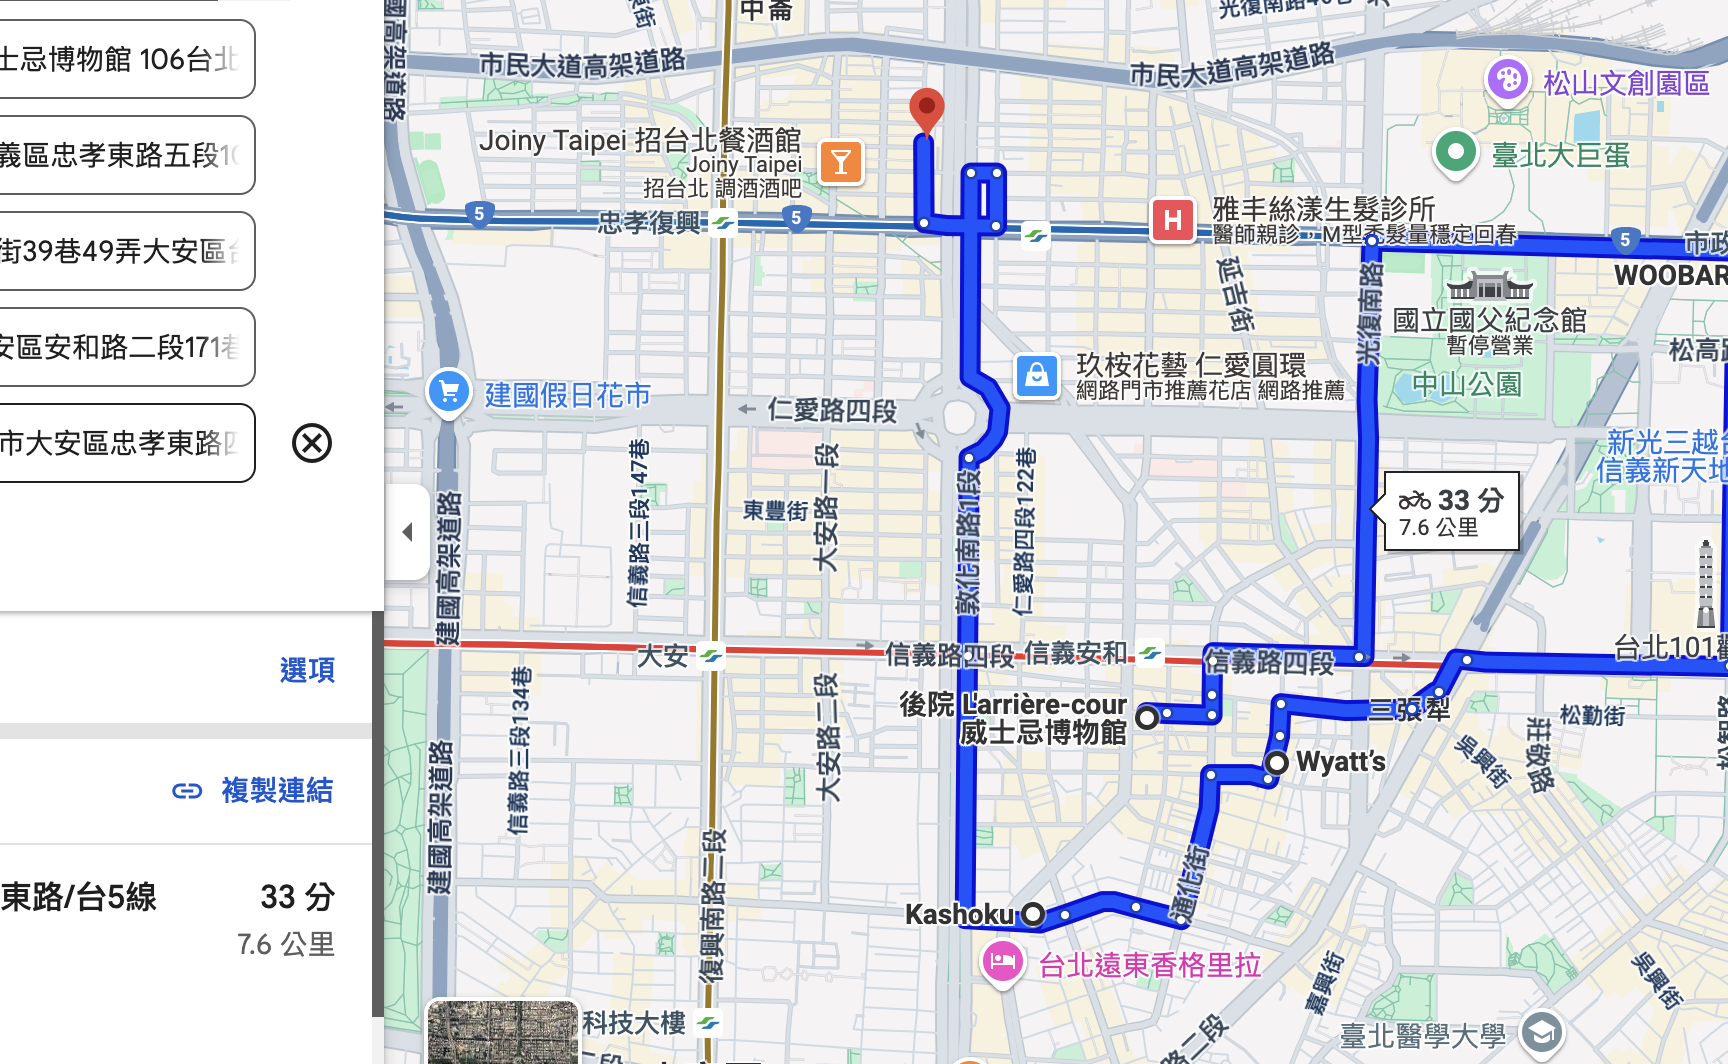 士忌博物館 106台北
義區忠孝東路五段10
街39巷49弄大安區台
安區安和路二段171巷
市大安區忠孝東路四
選項
複製連結
東路/台5線
33 分
7.6 公里
中崙
國高架道路
市民大道高架道路
市民大道高架道路
松山文創園區
Joiny Taipei 招台北餐酒館
Joiny Taipei
招台北 調酒酒吧
臺北大巨蛋
忠孝復興
5
5
雅丰絲漾生髮診所
醫師親診，M型禿髮量穩定回春
5
市政
WOOBAR
延吉街
光復南路
國立國父紀念館
暫停營業
松高路
中山公園
玖桉花藝 仁愛圓環
網路門市推薦花店 網路推薦
建國假日花市
仁愛路四段
新光三越台
信義新天地
信義路三段147巷
東豐街
大安路一段
敦化南路1段
仁愛路四段122巷
33 分
7.6 公里
建國高架道路
大安
信義路四段
信義安和
信義路四段
台北101觀
後院 L'arrière-cour
威士忌博物館
三張犁
松勤街
莊敬路
吳興街
松智路
Wyatt's
信義路三段134巷
大安路二段
建國高架道路
復興南路二段
通化街
Kashoku
台北遠東香格里拉
嘉興街
吳興街
科技大樓
臺北醫學大學
路二段